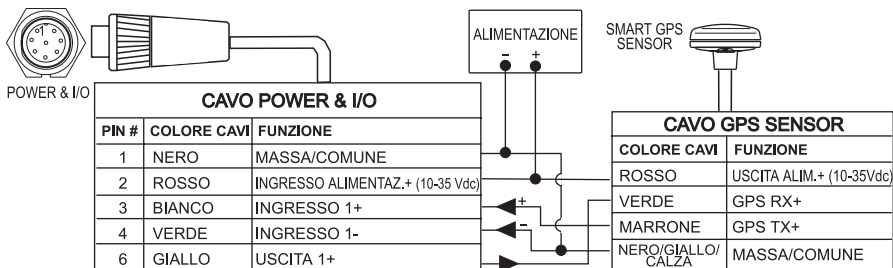 1
POWER & I/O
ALIMENTAZIONE
- +
SMART GPS
SENSOR
CAVO POWER & I/O
PIN # COLORE CAVI FUNZIONE
1 NERO MASSA/COMUNE
2 ROSSO INGRESSO ALIMENTAZ.+ (10-35 Vdc)
3 BIANCO INGRESSO 1+
4 VERDE INGRESSO 1-
6 GIALLO USCITA 1+
+
-
CAVO GPS SENSOR
COLORE CAVI FUNZIONE
ROSSO USCITA ALIM.+ (10-35Vdc)
VERDE GPS RX+
MARRONE GPS TX+
NERO/GIALLO/
CALZA MASSA/COMUNE